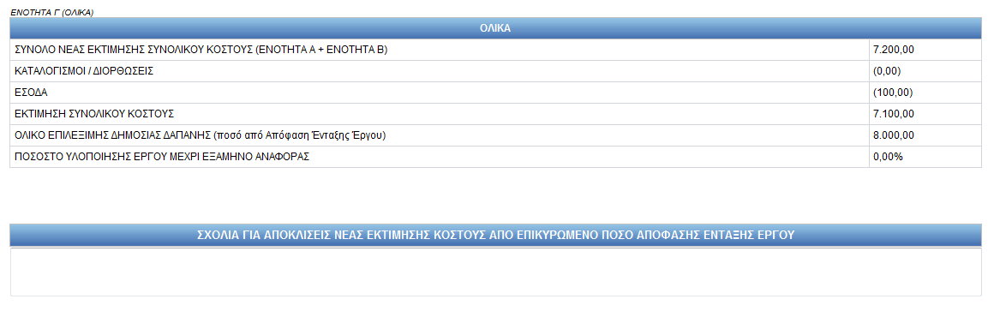 ΕΝΟΤΗΤΑ Γ (ΟΛΙΚΑ)
ΟΛΙΚΑ
ΣΥΝΟΛΟ ΝΕΑΣ ΕΚΤΙΜΗΣΗΣ ΣΥΝΟΛΙΚΟΥ ΚΟΣΤΟΥΣ (ΕΝΟΤΗΤΑ Α + ΕΝΟΤΗΤΑ Β) 7.200,00
ΚΑΤΑΛΟΓΙΣΜΟΙ / ΔΙΟΡΘΩΣΕΙΣ (0,00)
ΕΣΟΔΑ (100,00)
ΕΚΤΙΜΗΣΗ ΣΥΝΟΛΙΚΟΥ ΚΟΣΤΟΥΣ 7.100,00
ΟΛΙΚΟ ΕΠΙΛΕΞΙΜΗΣ ΔΗΜΟΣΙΑΣ ΔΑΠΑΝΗΣ (ποσό από Απόφαση Ένταξης Έργου) 8.000,00
ΠΟΣΟΣΤΟ ΥΛΟΠΟΙΗΣΗΣ ΕΡΓΟΥ ΜΕΧΡΙ ΕΞΑΜΗΝΟ ΑΝΑΦΟΡΑΣ 0,00%
ΣΧΟΛΙΑ ΓΙΑ ΑΠΟΚΛΙΣΕΙΣ ΝΕΑΣ ΕΚΤΙΜΗΣΗΣ ΚΟΣΤΟΥΣ ΑΠΟ ΕΠΙΚΥΡΩΜΕΝΟ ΠΟΣΟ ΑΠΟΦΑΣΗΣ ΕΝΤΑΞΗΣ ΕΡΓΟΥ